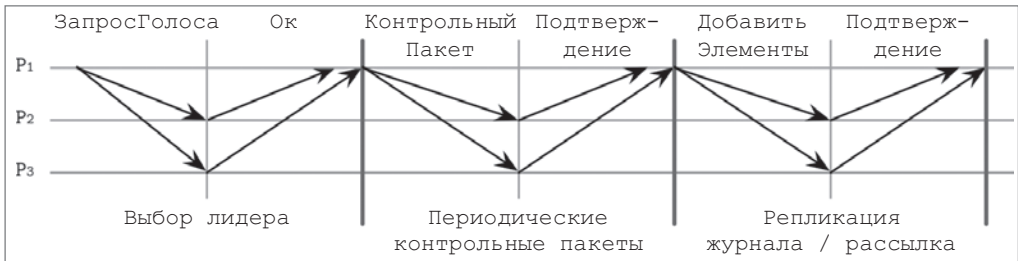 ЗапросГолоса Ок Контрольный Подтверж- Добавить Подтверж-
Пакет дение Элементы дение
P1
P2
P3
Выбор лидера Периодические Репликация
контрольные пакеты журнала / рассылка